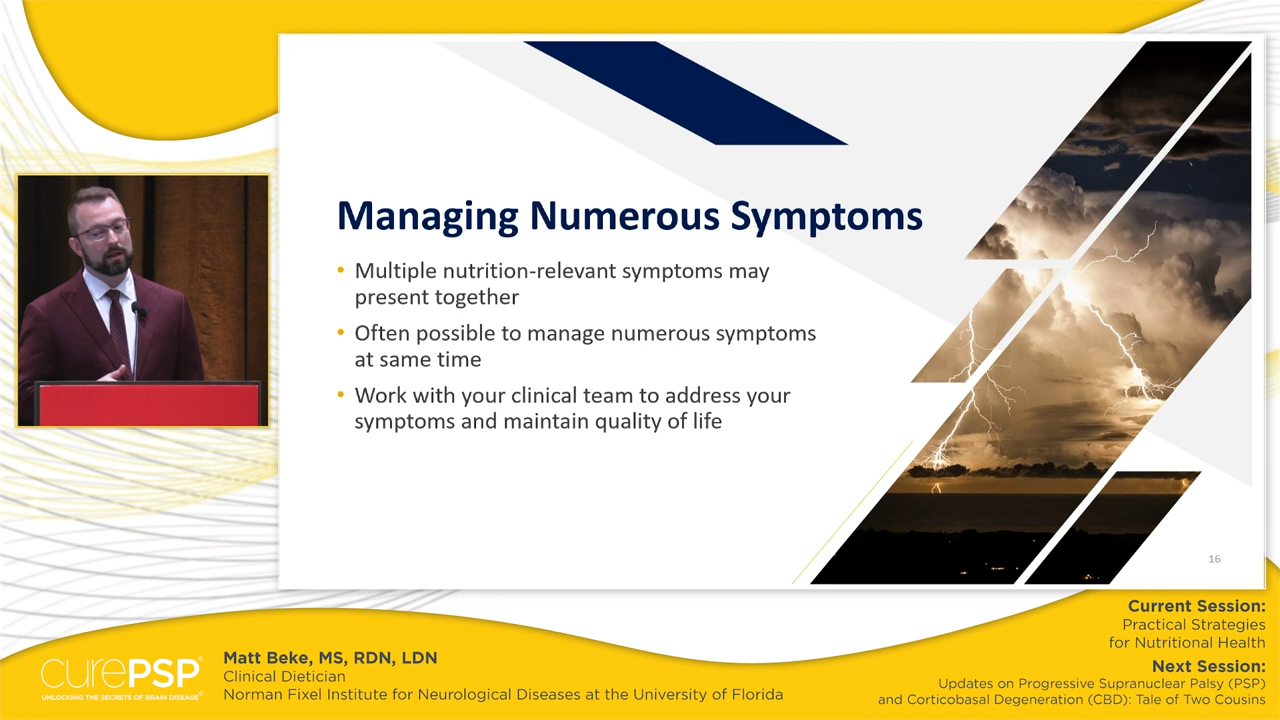 Managing Numerous Symptoms
• Multiple nutrition-relevant symptoms may
present together
• Often possible to manage numerous symptoms
at same time
• Work with your clinical team to address your
symptoms and maintain quality of life
16
curePSP®
UNLOCKING THE SECRETS OF BRAIN DISEASE®
Matt Beke, MS, RDN, LDN
Clinical Dietician
Norman Fixel Institute for Neurological Diseases at the University of Florida
Current Session:
Practical Strategies
for Nutritional Health
Next Session:
Updates on Progressive Supranuclear Palsy (PSP)
and Corticobasal Degeneration (CBD): Tale of Two Cousins